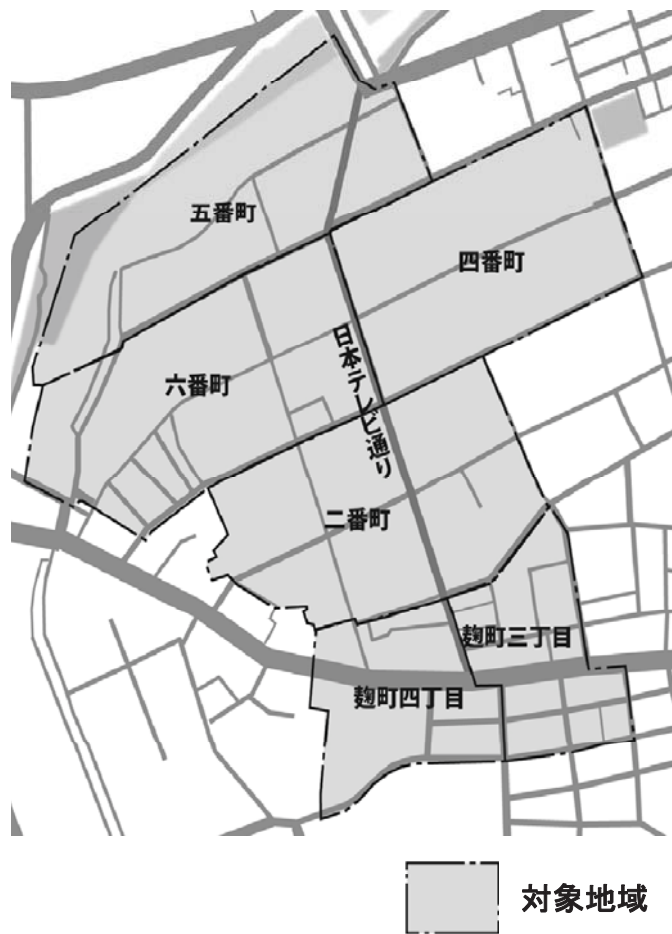 五番町
四番町
日本テレビ通り
六番町
二番町
麹町三丁目
麹町四丁目
対象地域